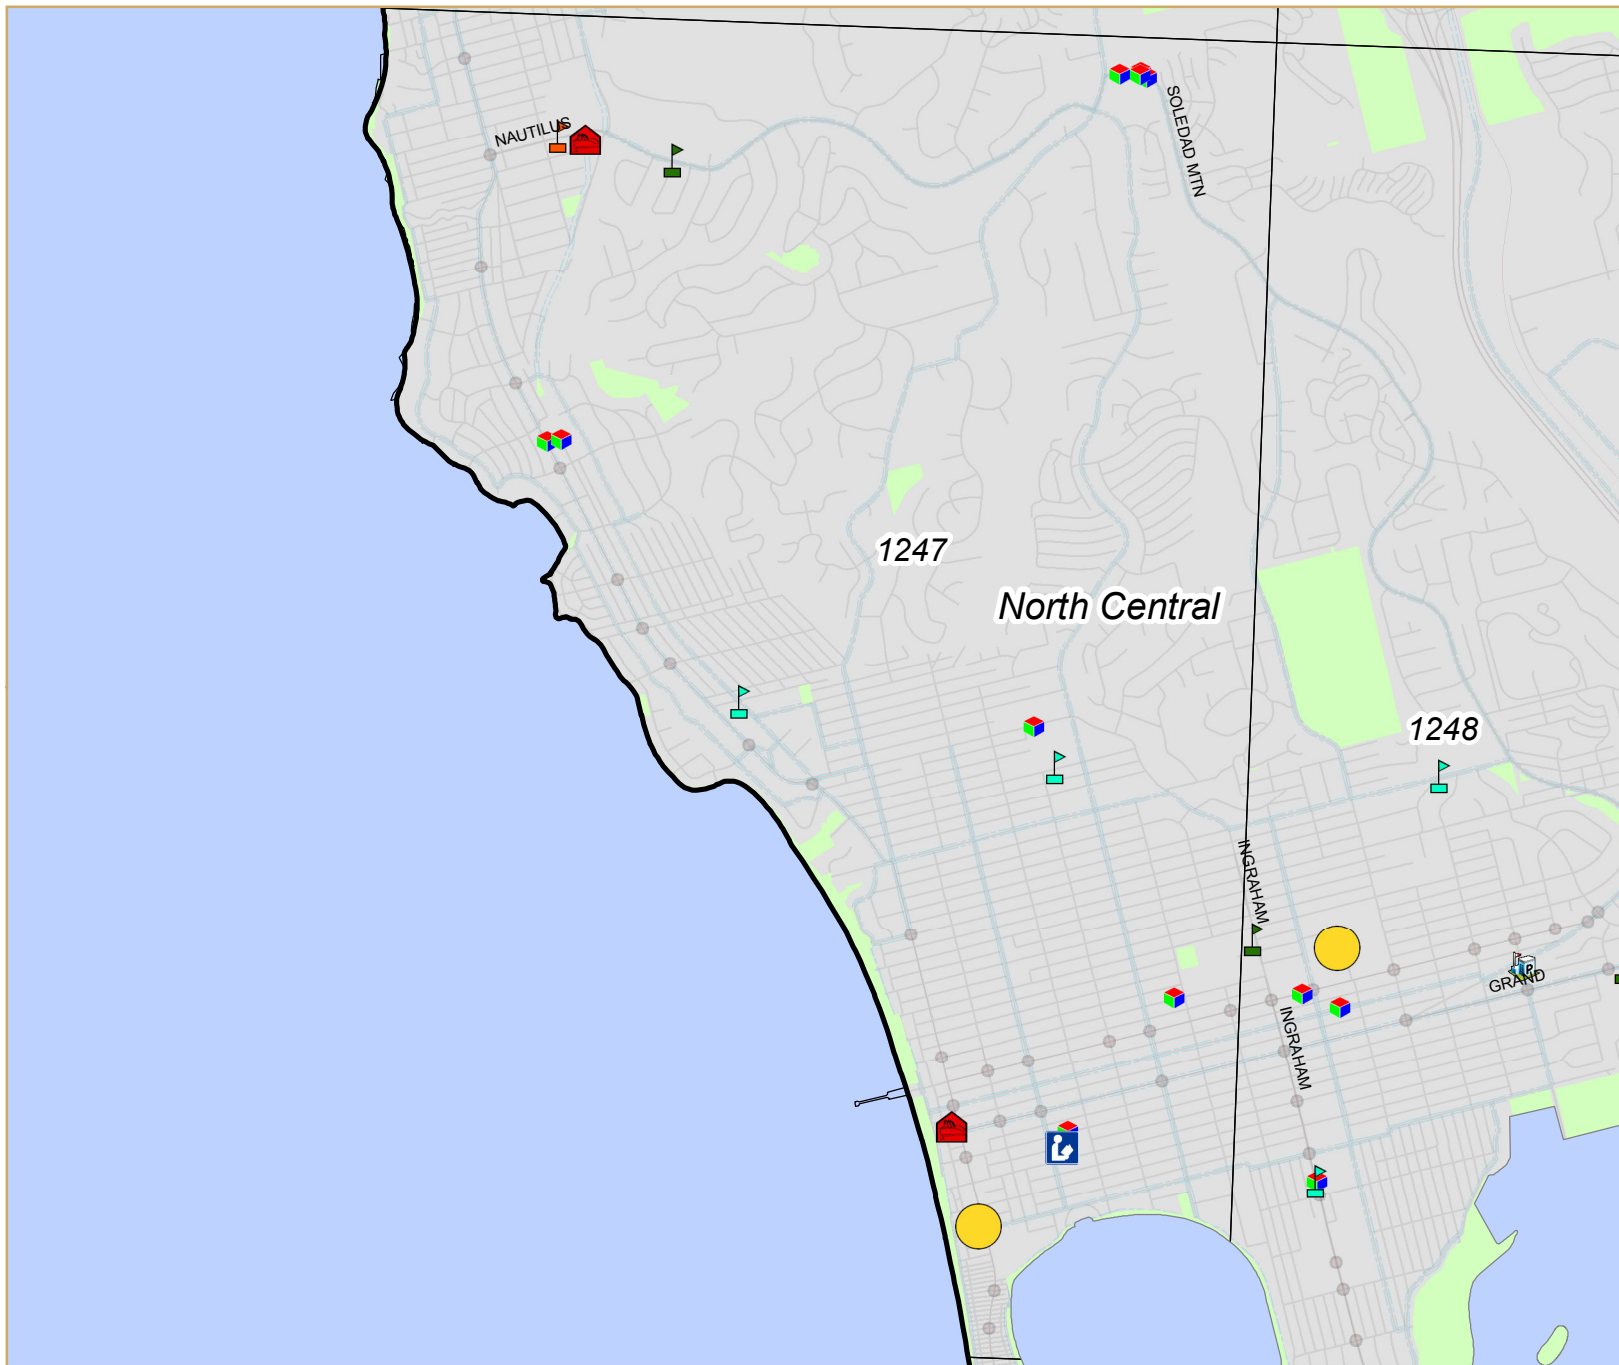 NAUTILUS
SOLEDAD MTN
1247
North Central
1248
INGRAHAM
GRAND
INGRAHAM
P